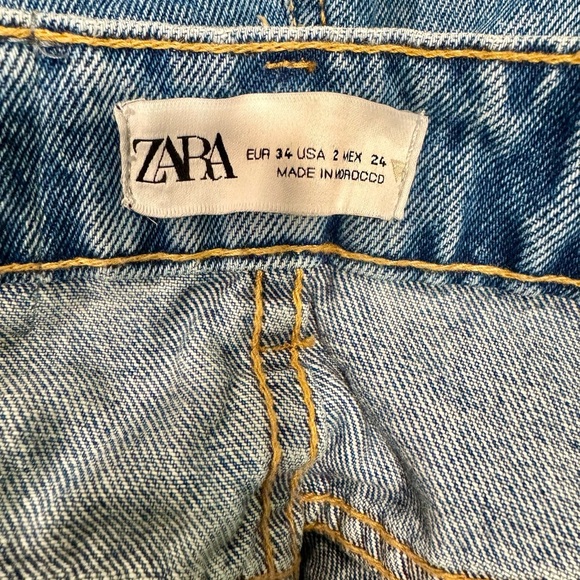 ZARA
EUR 34 USA 2 MEX 24
MADE IN MOROCCO